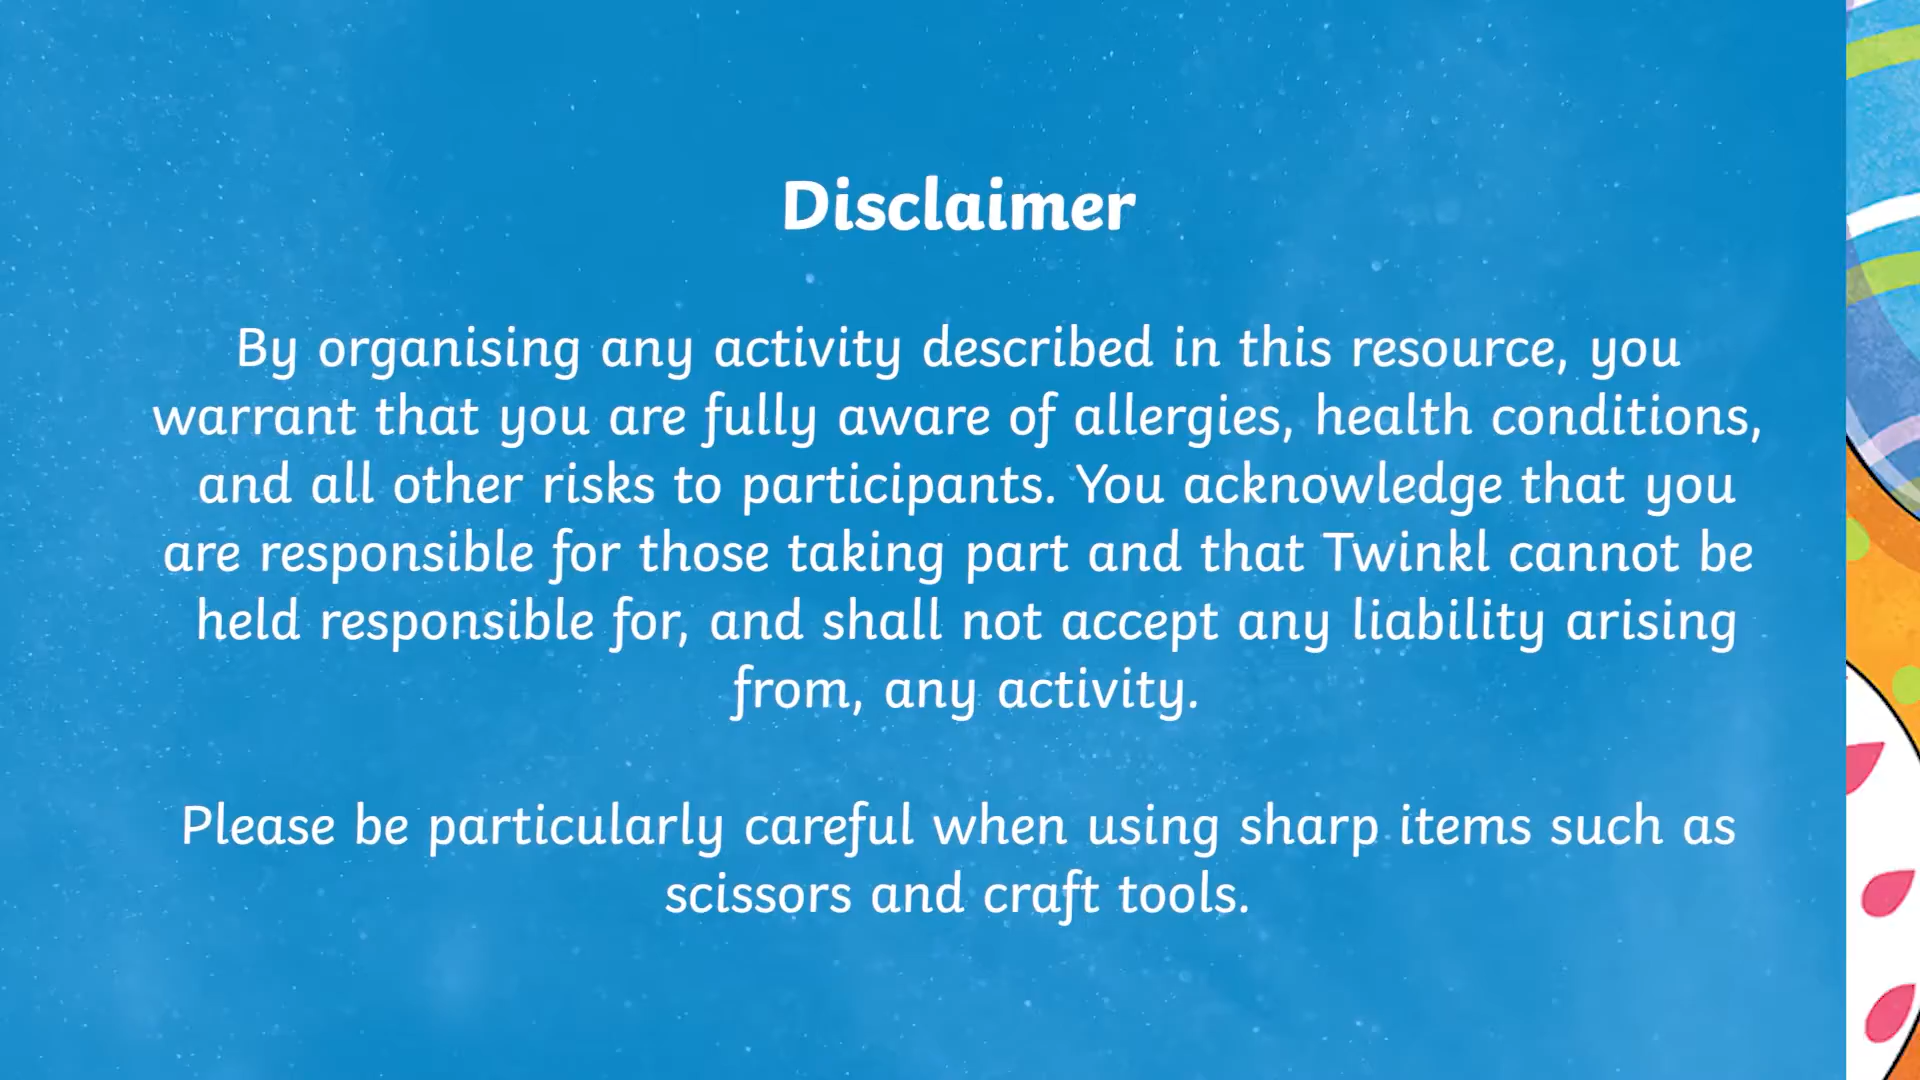 Disclaimer
By organising any activity described in this resource, you
warrant that you are fully aware of allergies, health conditions,
and all other risks to participants. You acknowledge that you
are responsible for those taking part and that Twinkl cannot be
held responsible for, and shall not accept any liability arising
from, any activity.
Please be particularly careful when using sharp items such as
scissors and craft tools.